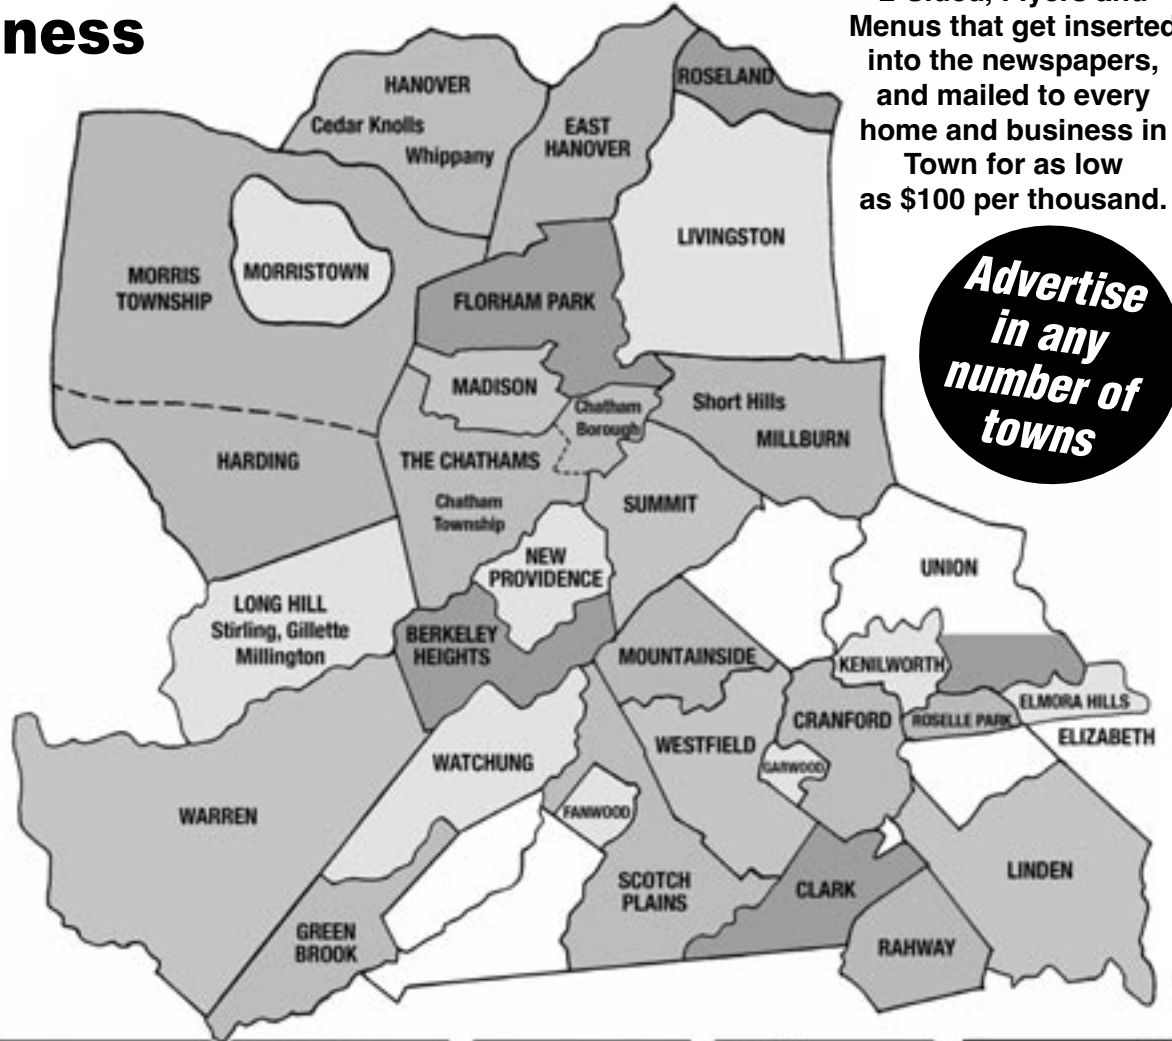 ness
Menus that get inserted
into the newspapers,
and mailed to every
home and business in
Town for as low
as $100 per thousand.
Advertise
in any
number of
towns
HANOVER
Cedar Knolls
Whippany
EAST
HANOVER
ROSELAND
LIVINGSTON
MORRIS
TOWNSHIP
MORRISTOWN
FLORHAM PARK
MADISON
Chatham
Borough
Short Hills
MILLBURN
HARDING
THE CHATHAMS
Chatham
Township
SUMMIT
NEW
PROVIDENCE
UNION
LONG HILL
Stirling, Gillette
Millington
BERKELEY
HEIGHTS
MOUNTAINSIDE
KENILWORTH
ELMORA HILLS
ROSELLE PARK
CRANFORD
ELIZABETH
WESTFIELD
GARWOOD
WATCHUNG
WARREN
FANWOOD
SCOTCH
PLAINS
CLARK
LINDEN
GREEN
BROOK
RAHWAY